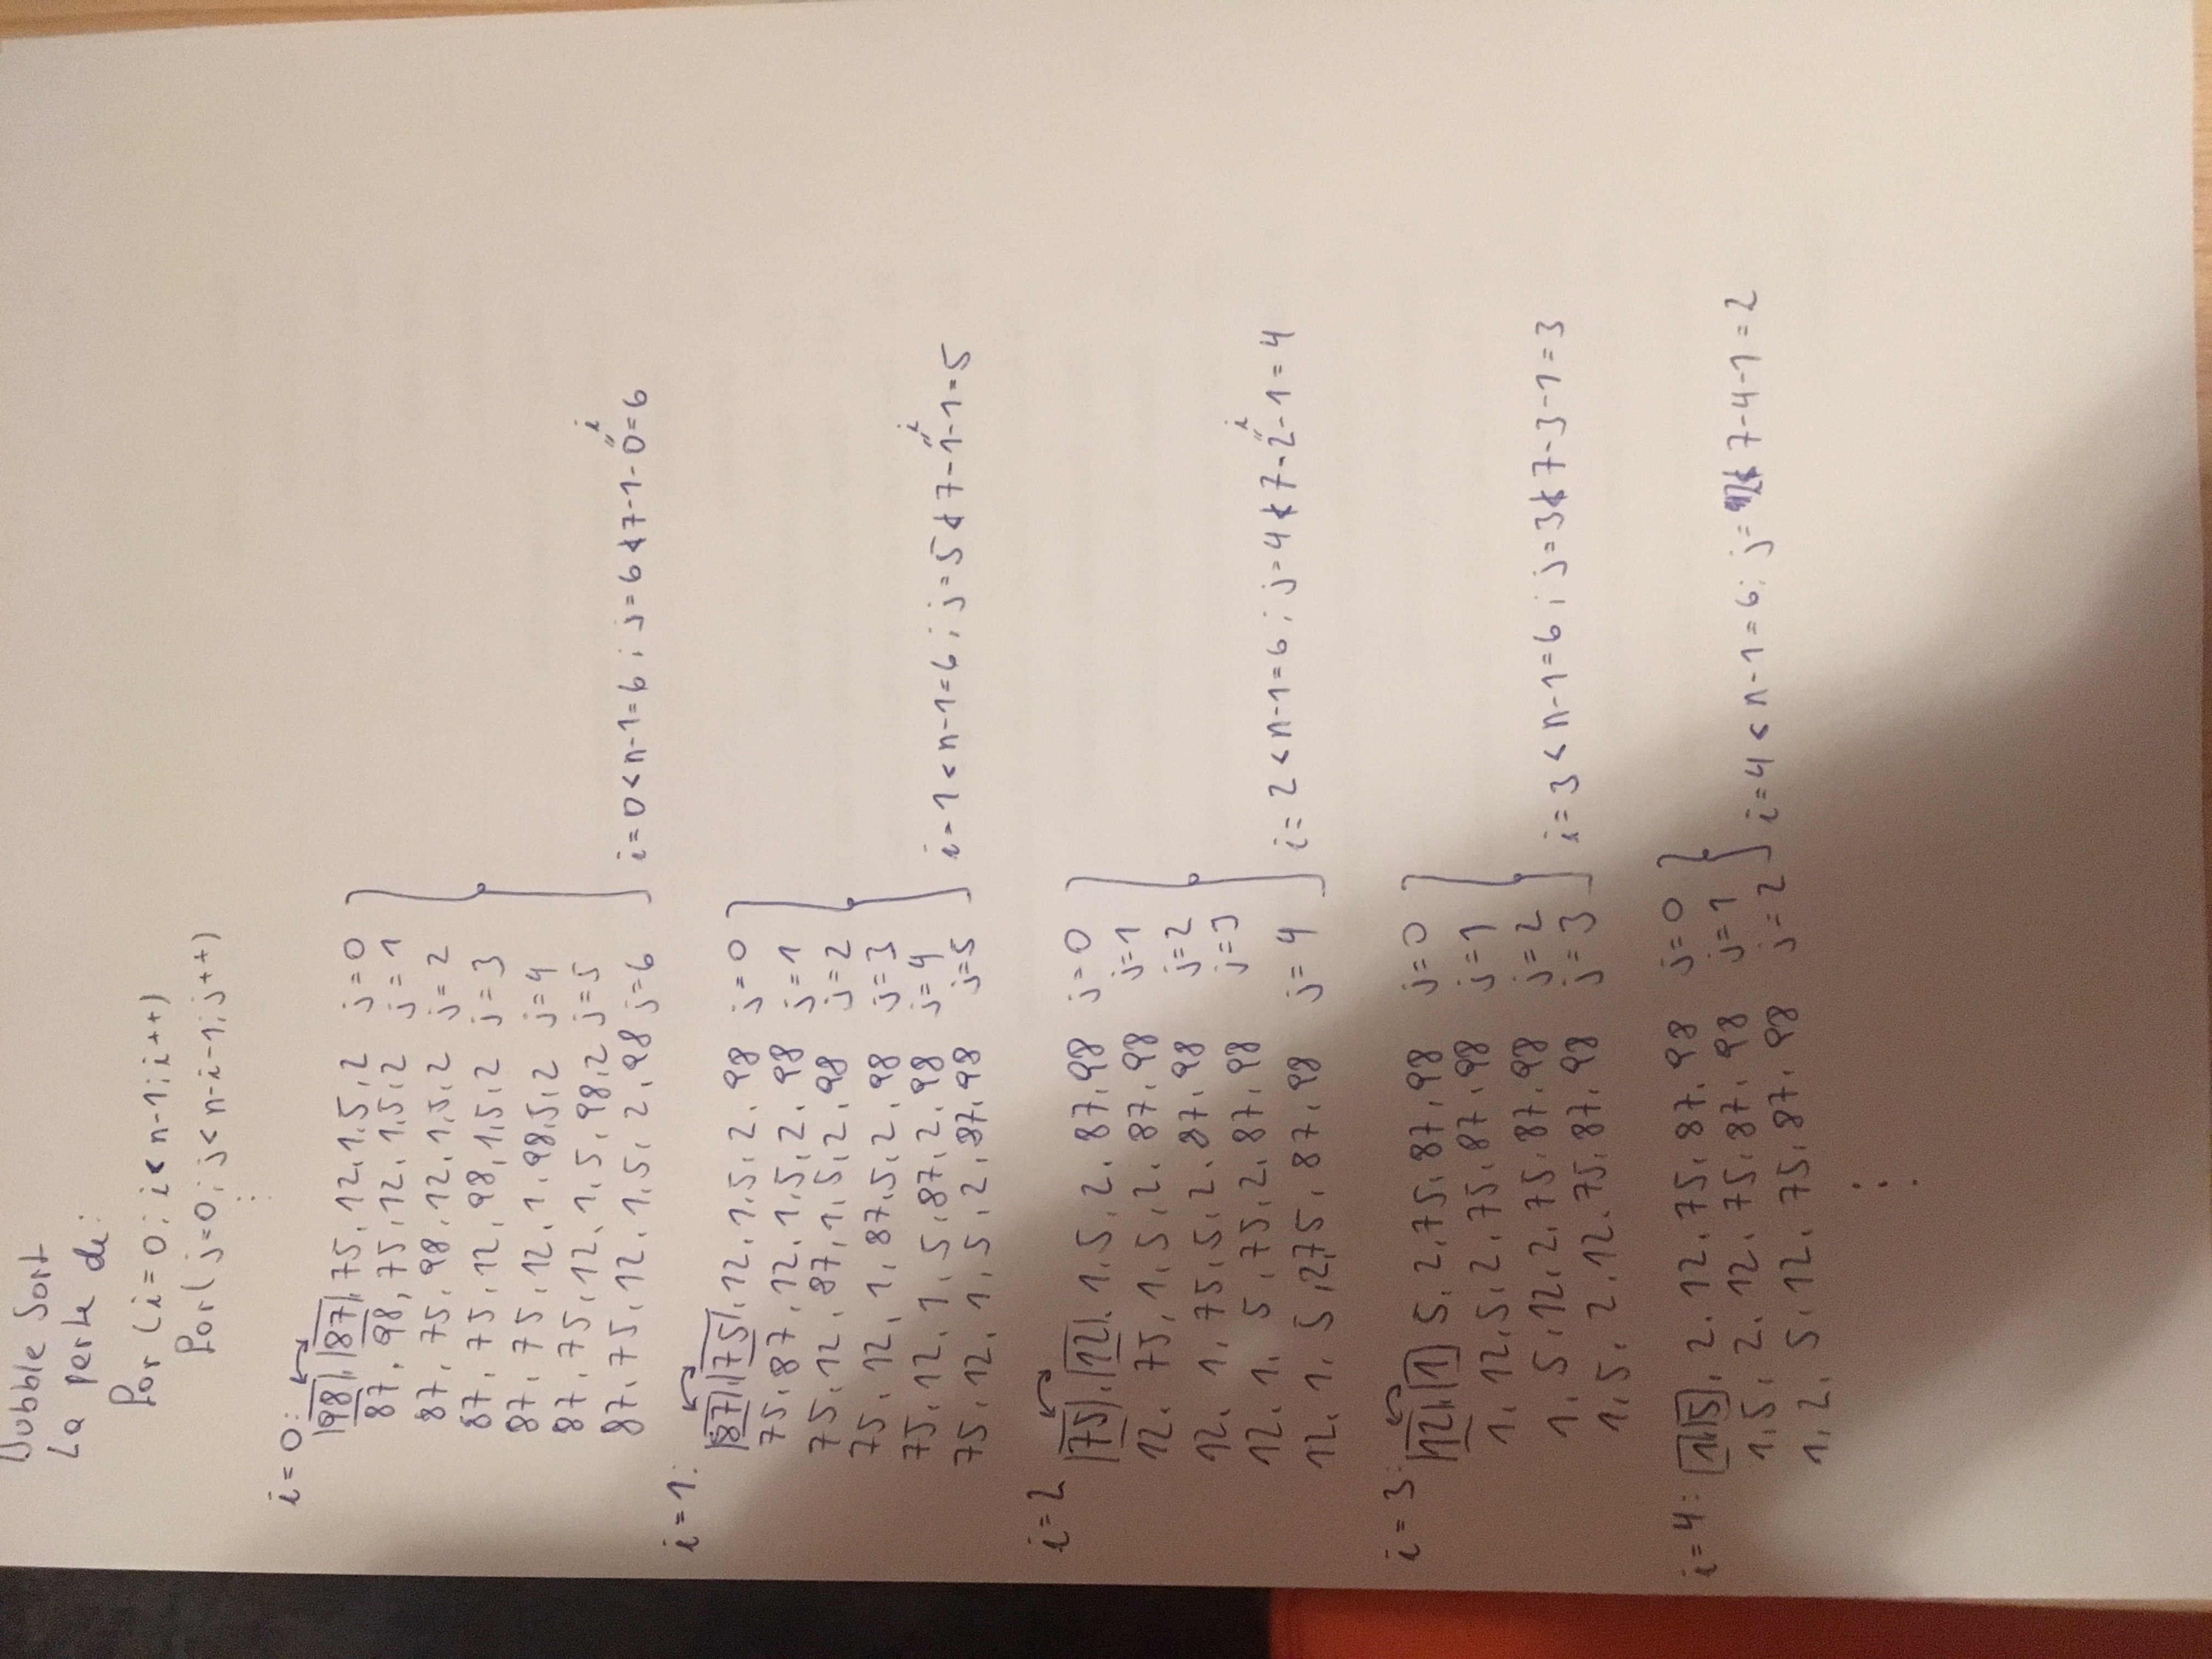 Bubble Sort
La perte de:
for (i=0; i<n-1; i++)
for (j=0; j<n-i-1; j++)
⋮
i=0:
98, 87, 75, 12, 1, 5, 2 j=0
87, 98, 75, 12, 1, 5, 2 j=1
87, 75, 98, 12, 1, 5, 2 j=2
87, 75, 12, 98, 1, 5, 2 j=3
87, 75, 12, 1, 98, 5, 2 j=4
87, 75, 12, 1, 5, 98, 2 j=5
87, 75, 12, 1, 5, 2, 98 j=6
i
i=0<n-1=6; j=6≮7-1-0=6
i=1:
87, 75, 12, 1, 5, 2, 98 j=0
75, 87, 12, 1, 5, 2, 98 j=1
75, 12, 87, 1, 5, 2, 98 j=2
75, 12, 1, 87, 5, 2, 98 j=3
75, 12, 1, 5, 87, 2, 98 j=4
75, 12, 1, 5, 2, 87, 98 j=5
i
i=1<n-1=6; j=5≮7-1-1=5
i=2
75, 12, 1, 5, 2, 87, 98 j=0
12, 75, 1, 5, 2, 87, 98 j=1
12, 1, 75, 5, 2, 87, 98 j=2
12, 1, 5, 75, 2, 87, 98 j=3
12, 1, 5, 2, 75, 87, 98 j=4
i
i=2<n-1=6; j=4≮7-2-1=4
i=3:
12, 1 5, 2, 75, 87, 98 j=0
1, 12, 5, 2, 75, 87, 98 j=1
1, 5, 12, 2, 75, 87, 98 j=2
1, 5, 2, 12, 75, 87, 98 j=3
i=3<n-1=6; j=3≮7-3-1=3
i=4: 1, 5, 2, 12, 75, 87, 98 j=0
1, 5, 2, 12, 75, 87, 98 j=1
1, 2, 5, 12, 75, 87, 98 j=2
i=4<n-1=6; j=2≮7-4-1=2
⋮